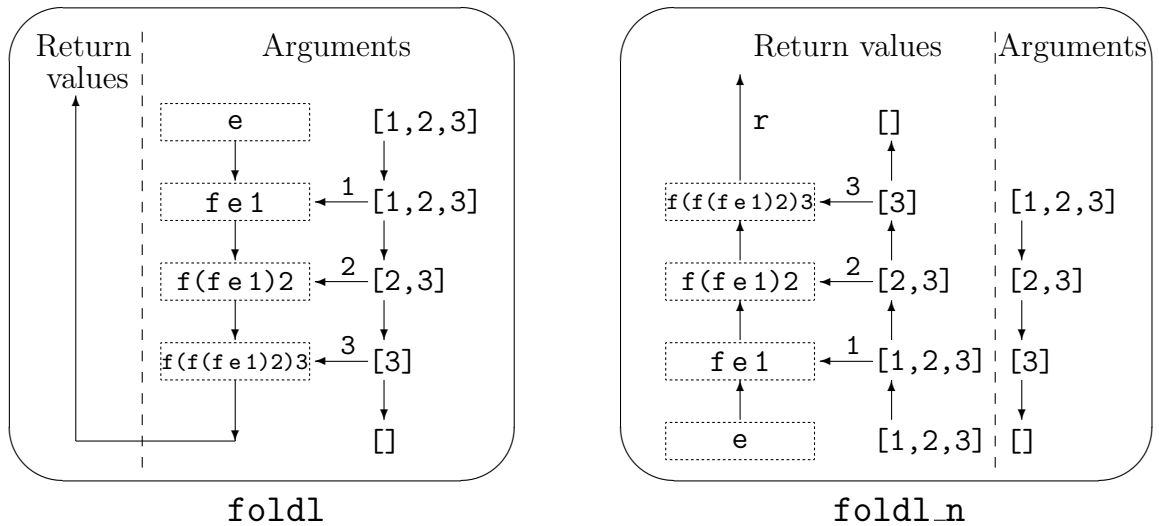 Return
values
Arguments
e
[1,2,3]
f e 1
1
[1,2,3]
f(f e 1)2
2
[2,3]
f(f(f e 1)2)3
3
[3]
[]
foldl
Return values
Arguments
r
[]
f(f(f e 1)2)3
3
[3]
[1,2,3]
f(f e 1)2
2
[2,3]
[2,3]
f e 1
1
[1,2,3]
[3]
e
[1,2,3]
[]
foldl_n